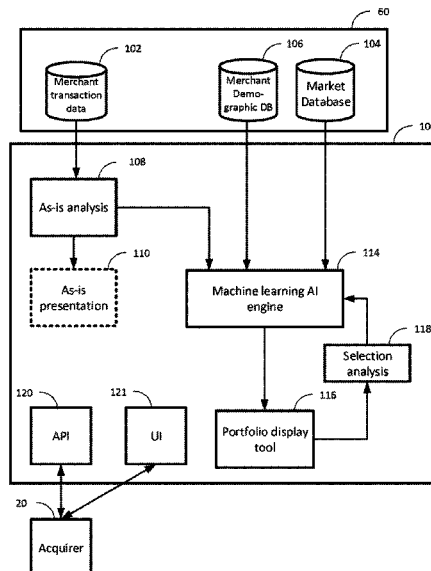 60
102
106
104
Merchant
transaction
data
Merchant
Demo-
graphic DB
Market
Database
10
108
As-is analysis
110
As-is
presentation
114
Machine learning AI
engine
118
Selection
analysis
120
121
116
API
UI
Portfolio display
tool
20
Acquirer